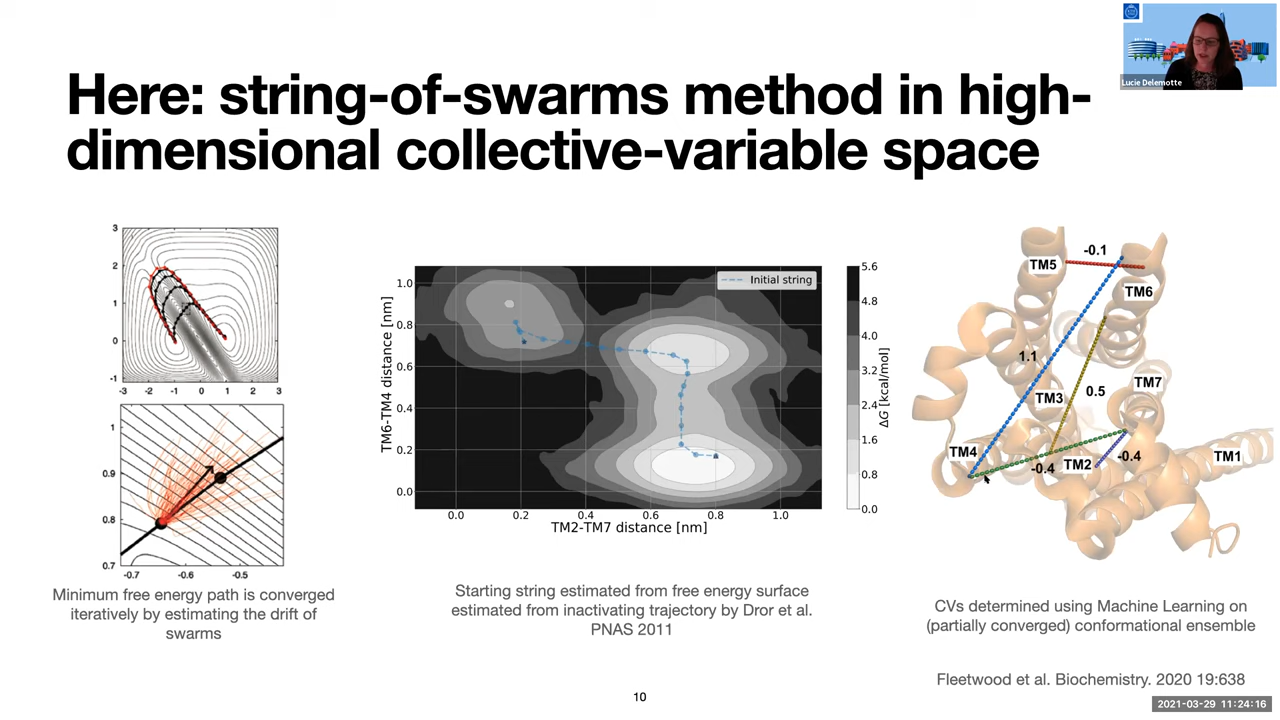 Lucie Delemotte
Here: string-of-swarms method in high-
dimensional collective-variable space
3
2
1
0
-1
-3
-2
-1
0
1
2
3
1
0.9
0.8
0.7
-0.7
-0.6
-0.5
Minimum free energy path is converged
iteratively by estimating the drift of
swarms
Initial string
TM6-TM4 distance [nm]
1.0
0.8
0.6
0.4
0.2
0.0
0.0
0.2
0.4
0.6
0.8
1.0
TM2-TM7 distance [nm]
5.6
4.8
4.0
3.2
2.4
1.6
0.8
0.0
ΔG [kcal/mol]
Starting string estimated from free energy surface
estimated from inactivating trajectory by Dror et al.
PNAS 2011
-0.1
TM5
TM6
1.1
0.5
TM7
TM3
TM4
-0.4
TM2
-0.4
TM1
CVs determined using Machine Learning on
(partially converged) conformational ensemble
Fleetwood et al. Biochemistry. 2020 19:638
10
2021-03-29 11:24:16